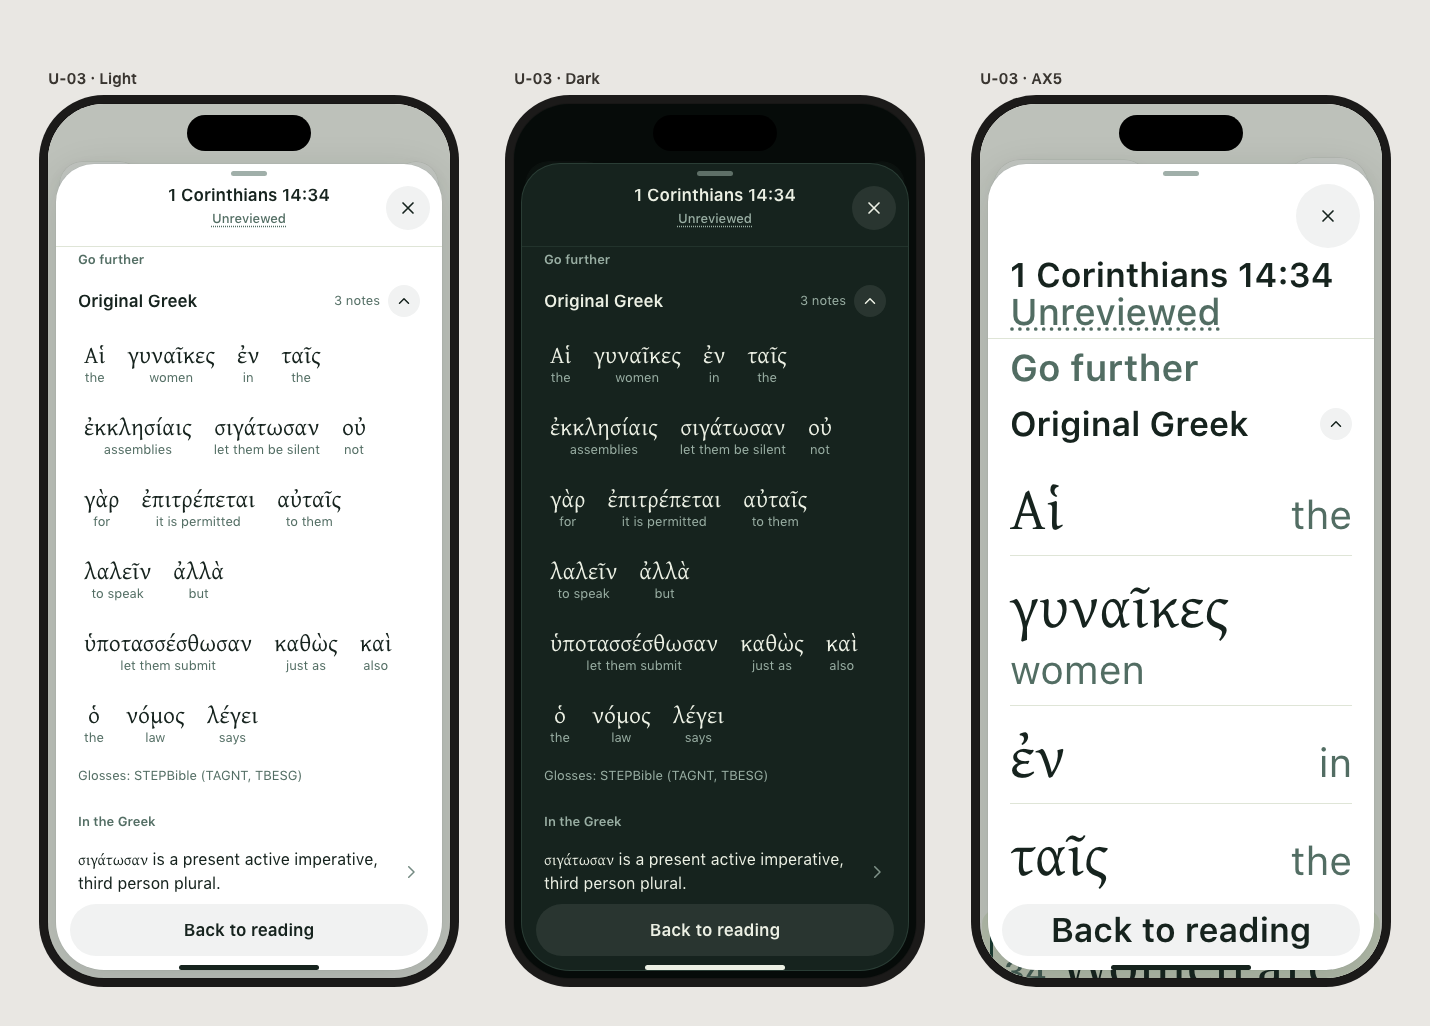 U-03 · Light
1 Corinthians 14:34
Unreviewed
Go further
Original Greek 3 notes
Αἱ γυναῖκες ἐν ταῖς
the women in the
ἐκκλησίαις σιγάτωσαν οὐ
assemblies let them be silent not
γὰρ ἐπιτρέπεται αὐταῖς
for it is permitted to them
λαλεῖν ἀλλὰ
to speak but
ὑποτασσέσθωσαν καθὼς καὶ
let them submit just as also
ὁ νόμος λέγει
the law says
Glosses: STEPBible (TAGNT, TBESG)
In the Greek
σιγάτωσαν is a present active imperative,
third person plural.
Back to reading
U-03 · Dark
1 Corinthians 14:34
Unreviewed
Go further
Original Greek 3 notes
Αἱ γυναῖκες ἐν ταῖς
the women in the
ἐκκλησίαις σιγάτωσαν οὐ
assemblies let them be silent not
γὰρ ἐπιτρέπεται αὐταῖς
for it is permitted to them
λαλεῖν ἀλλὰ
to speak but
ὑποτασσέσθωσαν καθὼς καὶ
let them submit just as also
ὁ νόμος λέγει
the law says
Glosses: STEPBible (TAGNT, TBESG)
In the Greek
σιγάτωσαν is a present active imperative,
third person plural.
Back to reading
U-03 · AX5
1 Corinthians 14:34
Unreviewed
Go further
Original Greek
Αἱ the
γυναῖκες
women
ἐν in
ταῖς the
Back to reading